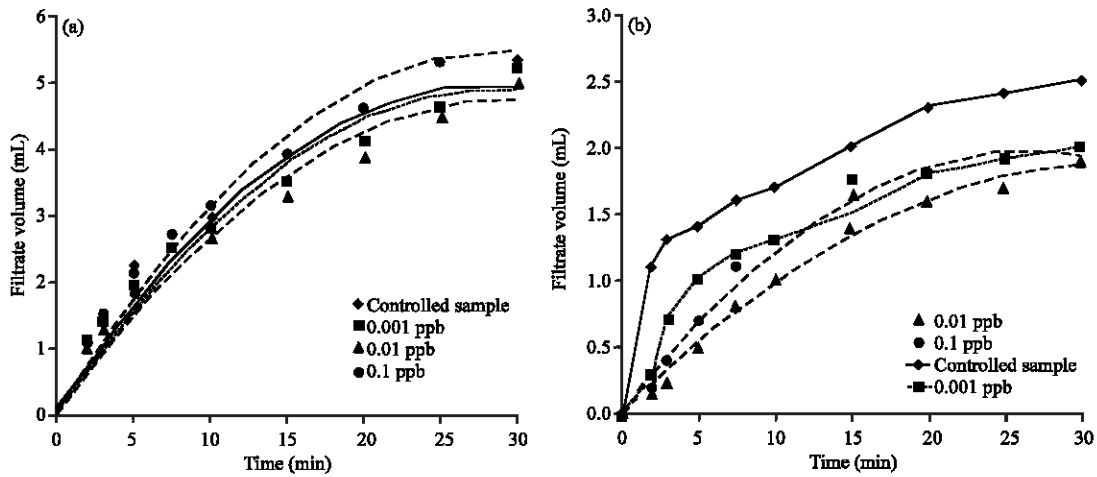 (a)
6
5
4
3
2
1
0
Filtrate volume (mL)
0 5 10 15 20 25 30
Time (min)
Controlled sample
0.001 ppb
0.01 ppb
0.1 ppb
(b)
3.0
2.5
2.0
1.5
1.0
0.5
0.0
Filtrate volume (mL)
0 5 10 15 20 25 30
Time (min)
0.01 ppb
0.1 ppb
Controlled sample
0.001 ppb